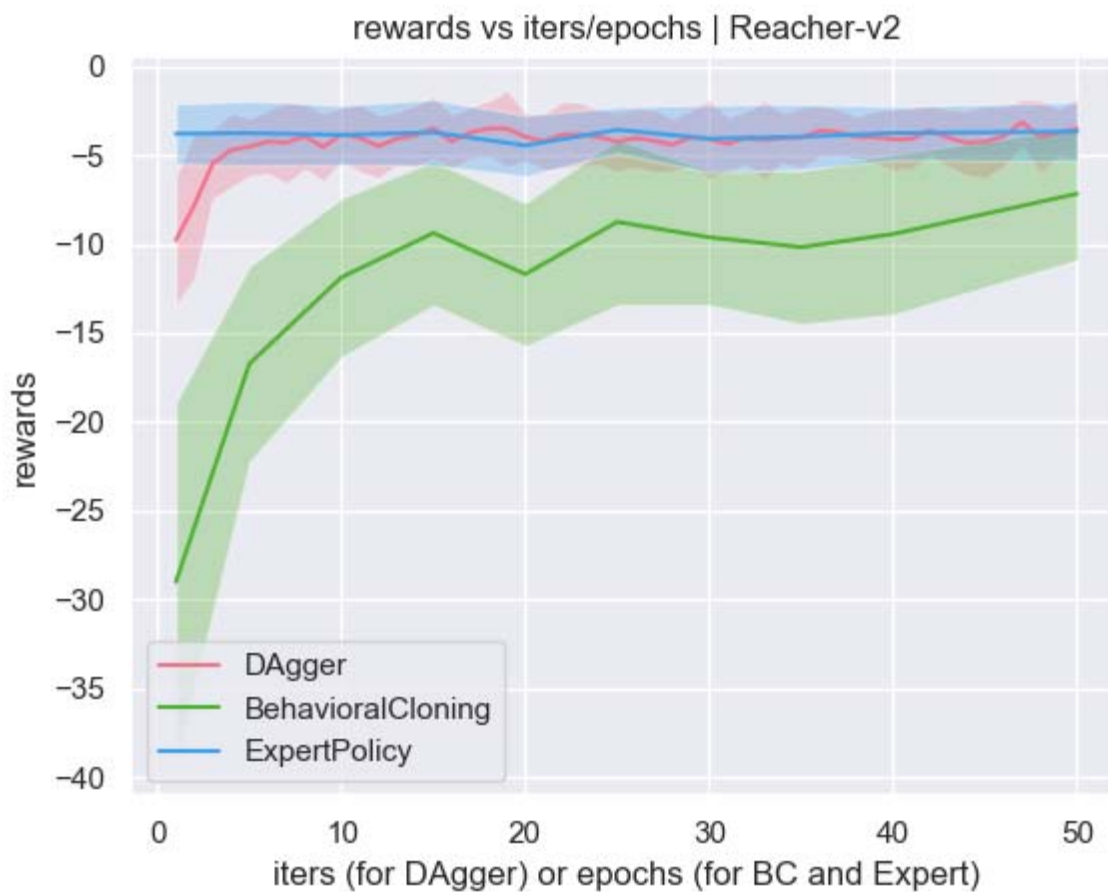 rewards vs iters/epochs | Reacher-v2
0
−5
−10
−15
−20
−25
−30
−35
−40
rewards
DAgger
BehavioralCloning
ExpertPolicy
0 10 20 30 40 50
iters (for DAgger) or epochs (for BC and Expert)